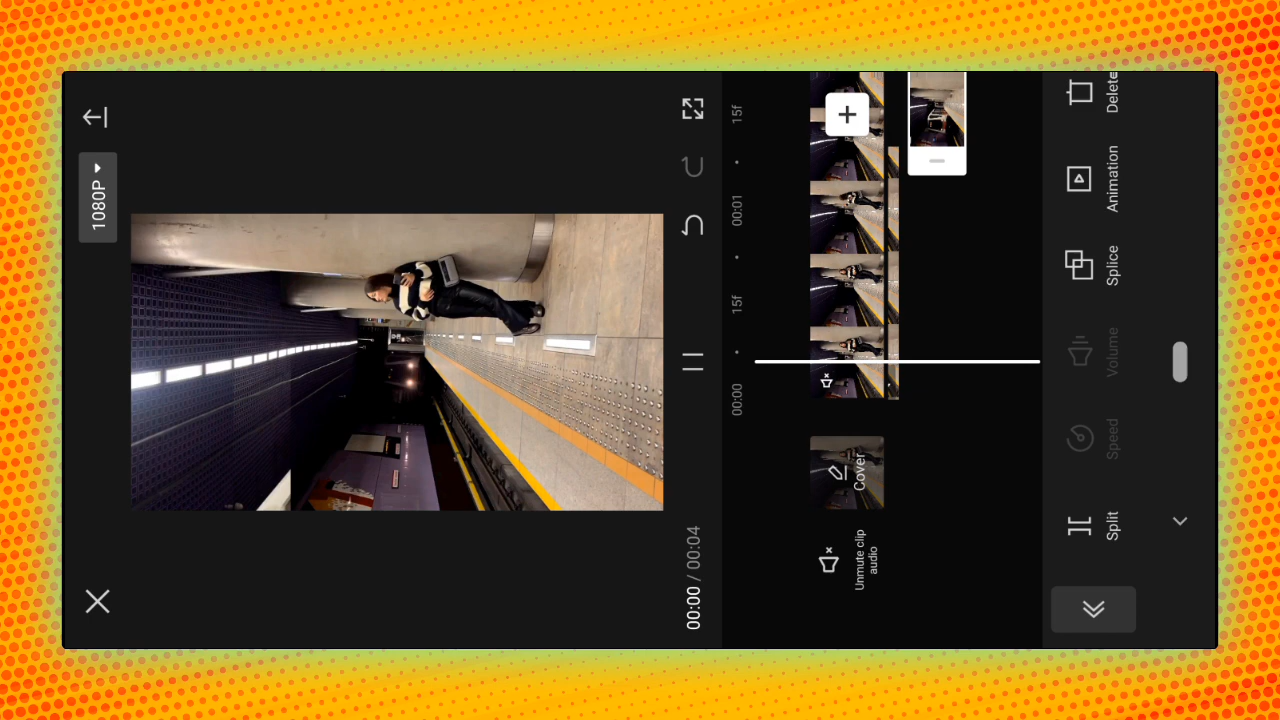 1080P
00:00 / 00:04
00:00
15f
00:01
15f
Cover
Unmute clip
audio
Split
Speed
Volume
Splice
Animation
Delete